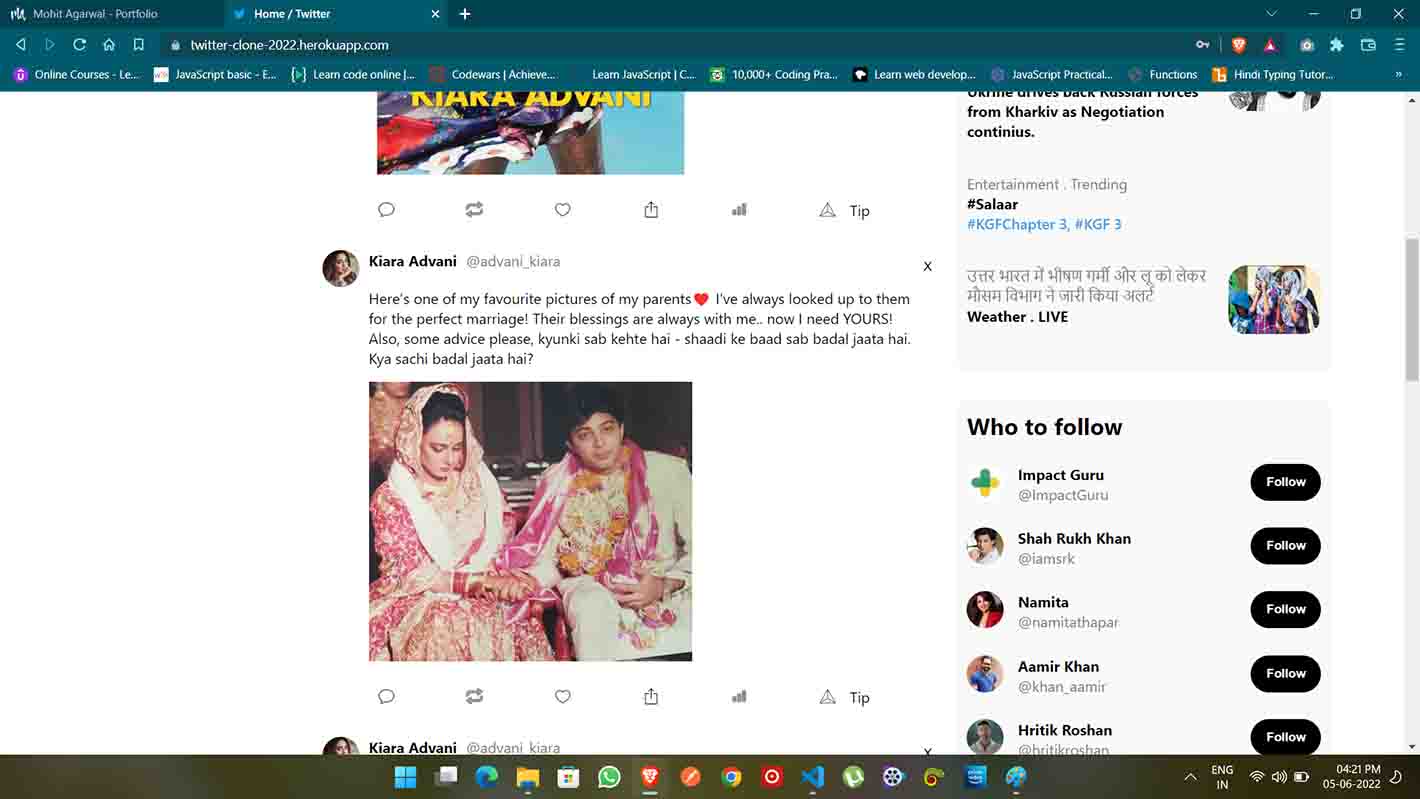 Mohit Agarwal - Portfolio
Home / Twitter
twitter-clone-2022.herokuapp.com
Online Courses - Le...
JavaScript basic - E...
Learn code online |...
Codewars | Achieve...
Learn JavaScript | C...
10,000+ Coding Pra...
Learn web develop...
JavaScript Practical...
Functions
Hindi Typing Tutor...
KIARA ADVANI
Tip
Kiara Advani @advani_kiara
X
Here's one of my favourite pictures of my parents❤️ I've always looked up to them
for the perfect marriage! Their blessings are always with me.. now I need YOURS!
Also, some advice please, kyunki sab kehte hai - shaadi ke baad sab badal jaata hai.
Kya sachi badal jaata hai?
Tip
Kiara Advani @advani_kiara
X
Ukrine drives back Russian forces
from Kharkiv as Negotiation
continius.
Entertainment . Trending
#Salaar
#KGFChapter 3, #KGF 3
उत्तर भारत में भीषण गर्मी और लू को लेकर
मौसम विभाग ने जारी किया अलर्ट
Weather . LIVE
Who to follow
Impact Guru
@ImpactGuru
Follow
Shah Rukh Khan
@iamsrk
Follow
Namita
@namitathapar
Follow
Aamir Khan
@khan_aamir
Follow
Hritik Roshan
@hritikroshan
Follow
ENG
IN
04:21 PM
05-06-2022